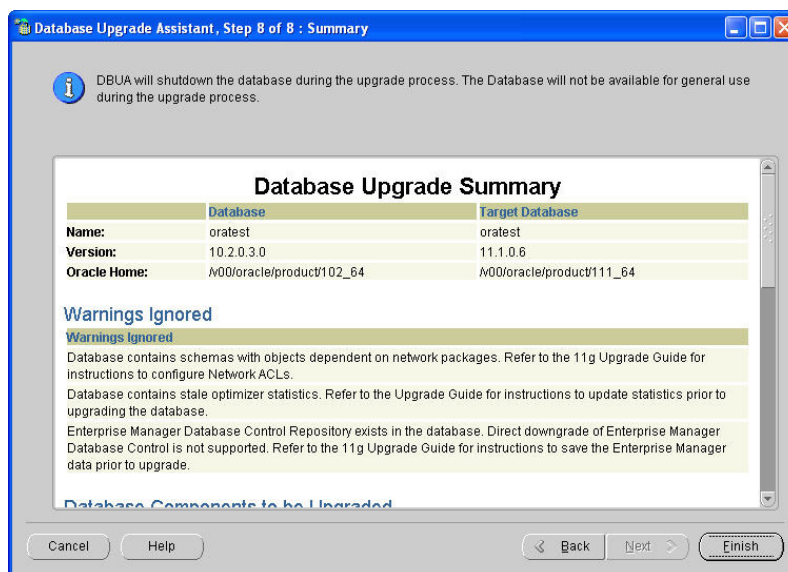 Database Upgrade Assistant, Step 8 of 8 : Summary
DBUA will shutdown the database during the upgrade process. The Database will not be available for general use
during the upgrade process.
Database Upgrade Summary
Database Target Database
Name: oratest oratest
Version: 10.2.0.3.0 11.1.0.6
Oracle Home: /v00/oracle/product/102_64 /v00/oracle/product/111_64
Warnings Ignored
Warnings Ignored
Database contains schemas with objects dependent on network packages. Refer to the 11g Upgrade Guide for
instructions to configure Network ACLs.
Database contains stale optimizer statistics. Refer to the Upgrade Guide for instructions to update statistics prior to
upgrading the database.
Enterprise Manager Database Control Repository exists in the database. Direct downgrade of Enterprise Manager
Database Control is not supported. Refer to the 11g Upgrade Guide for instructions to save the Enterprise Manager
data prior to upgrade.
Database Components to be Upgraded
Cancel Help Back Next Finish